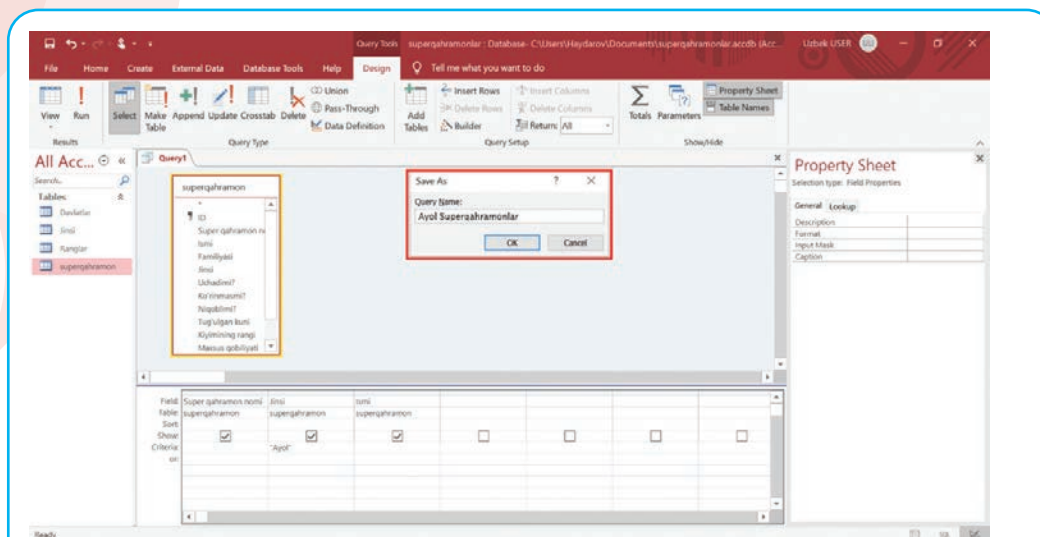 Query Tools superqahramonlar : Database- C:\Users\Haydarov\Documents\superqahramonlar.accdb (Acc... Uzbek USER
File Home Create External Data Database Tools Help Design Tell me what you want to do
View Run Select Make Table Append Update Crosstab Delete Union Pass-Through Data Definition
Add Tables Insert Rows Delete Rows Builder Insert Columns Delete Columns Return: All
Totals Parameters Property Sheet Table Names
Results Query Type Query Setup Show/Hide
All Acc...
Search..
Tables
Davlatlar
Jinsi
Ranglar
superqahramon
Query1
superqahramon
*
ID
Super qahramon no
Ismi
Familiyasi
Jinsi
Uchadimi?
Ko'rinmasmi?
Niqoblimi?
Tug'ulgan kuni
Kiyimining rangi
Maxsus qobiliyati
Save As ? ×
Query Name:
Ayol Superqahramonlar
OK Cancel
Property Sheet
Selection type: Field Properties
General Lookup
Description
Format
Input Mask
Caption
Field: Super qahramon nomi Jinsi Ismi
Table: superqahramon superqahramon superqahramon
Sort:
Show:
Criteria: "Ayol"
or:
Ready SQL